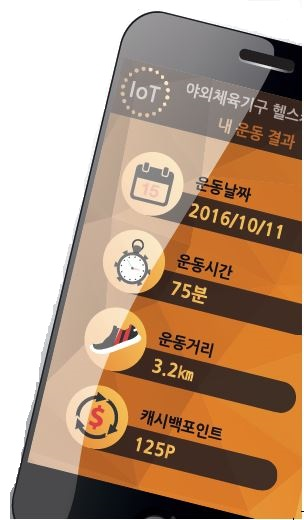 IoT
야외체육기구 헬스
내 운동 결과
15
운동날짜
2016/10/11
운동시간
75분
운동거리
3.2㎞
$
캐시백포인트
125P